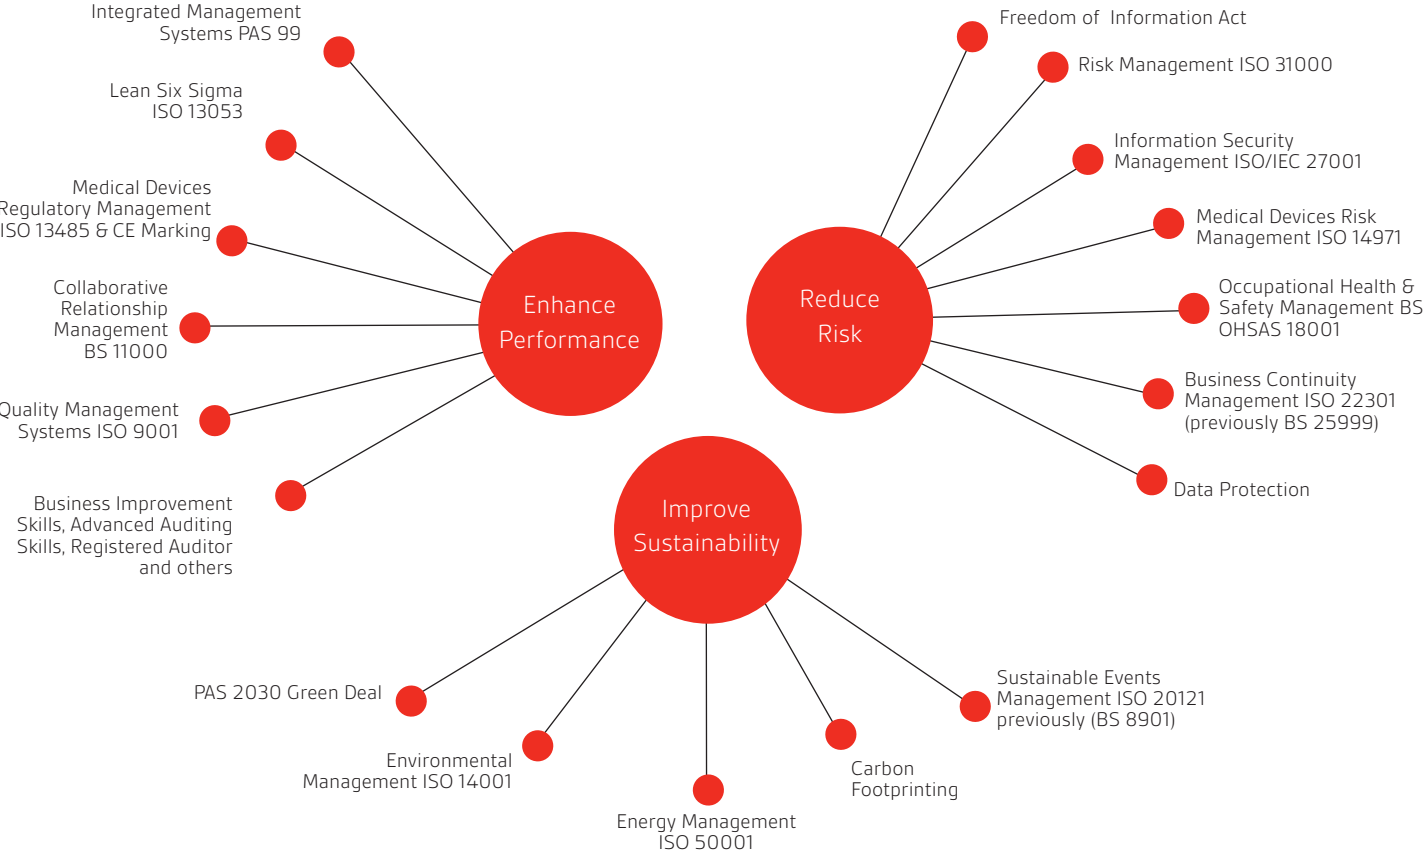 Integrated Management
Systems PAS 99
Lean Six Sigma
ISO 13053
Medical Devices
Regulatory Management
ISO 13485 & CE Marking
Collaborative
Relationship
Management
BS 11000
Quality Management
Systems ISO 9001
Business Improvement
Skills, Advanced Auditing
Skills, Registered Auditor
and others
Enhance
Performance
Freedom of Information Act
Risk Management ISO 31000
Information Security
Management ISO/IEC 27001
Medical Devices Risk
Management ISO 14971
Occupational Health &
Safety Management BS
OHSAS 18001
Business Continuity
Management ISO 22301
(previously BS 25999)
Data Protection
Reduce
Risk
Improve
Sustainability
PAS 2030 Green Deal
Environmental
Management ISO 14001
Energy Management
ISO 50001
Carbon
Footprinting
Sustainable Events
Management ISO 20121
previously (BS 8901)